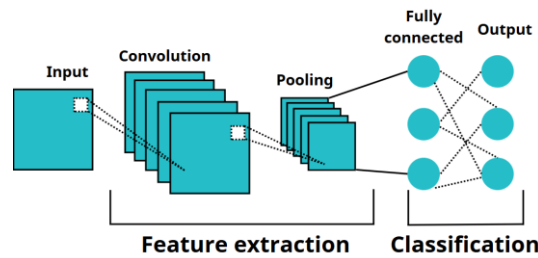 Input
Convolution
Pooling
Fully
connected
Output
Feature extraction
Classification